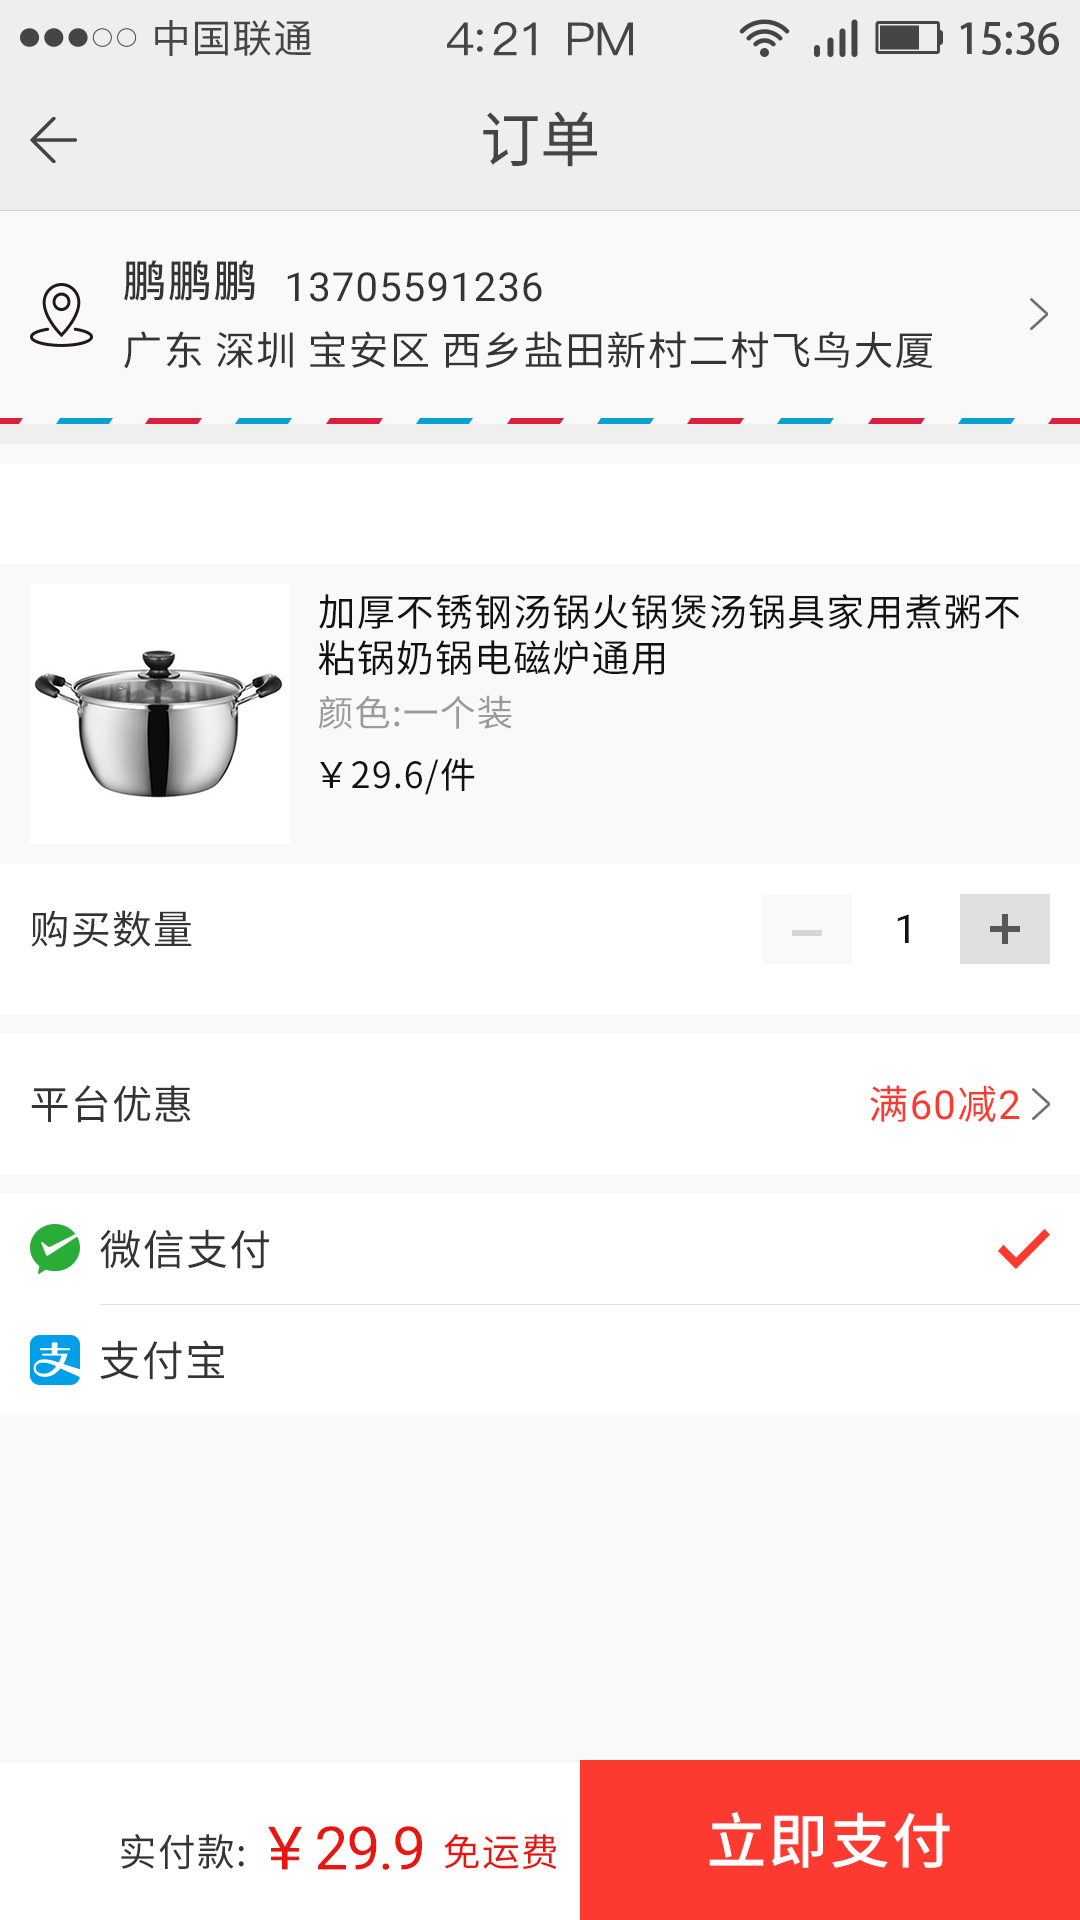 中国联通 4:21 PM 15:36
订单
鹏鹏鹏 13705591236
广东 深圳 宝安区 西乡盐田新村二村飞鸟大厦
加厚不锈钢汤锅火锅煲汤锅具家用煮粥不
粘锅奶锅电磁炉通用
颜色:一个装
￥29.6/件
购买数量 1
平台优惠 满60减2
微信支付
支付宝
实付款: ￥29.9 免运费 立即支付